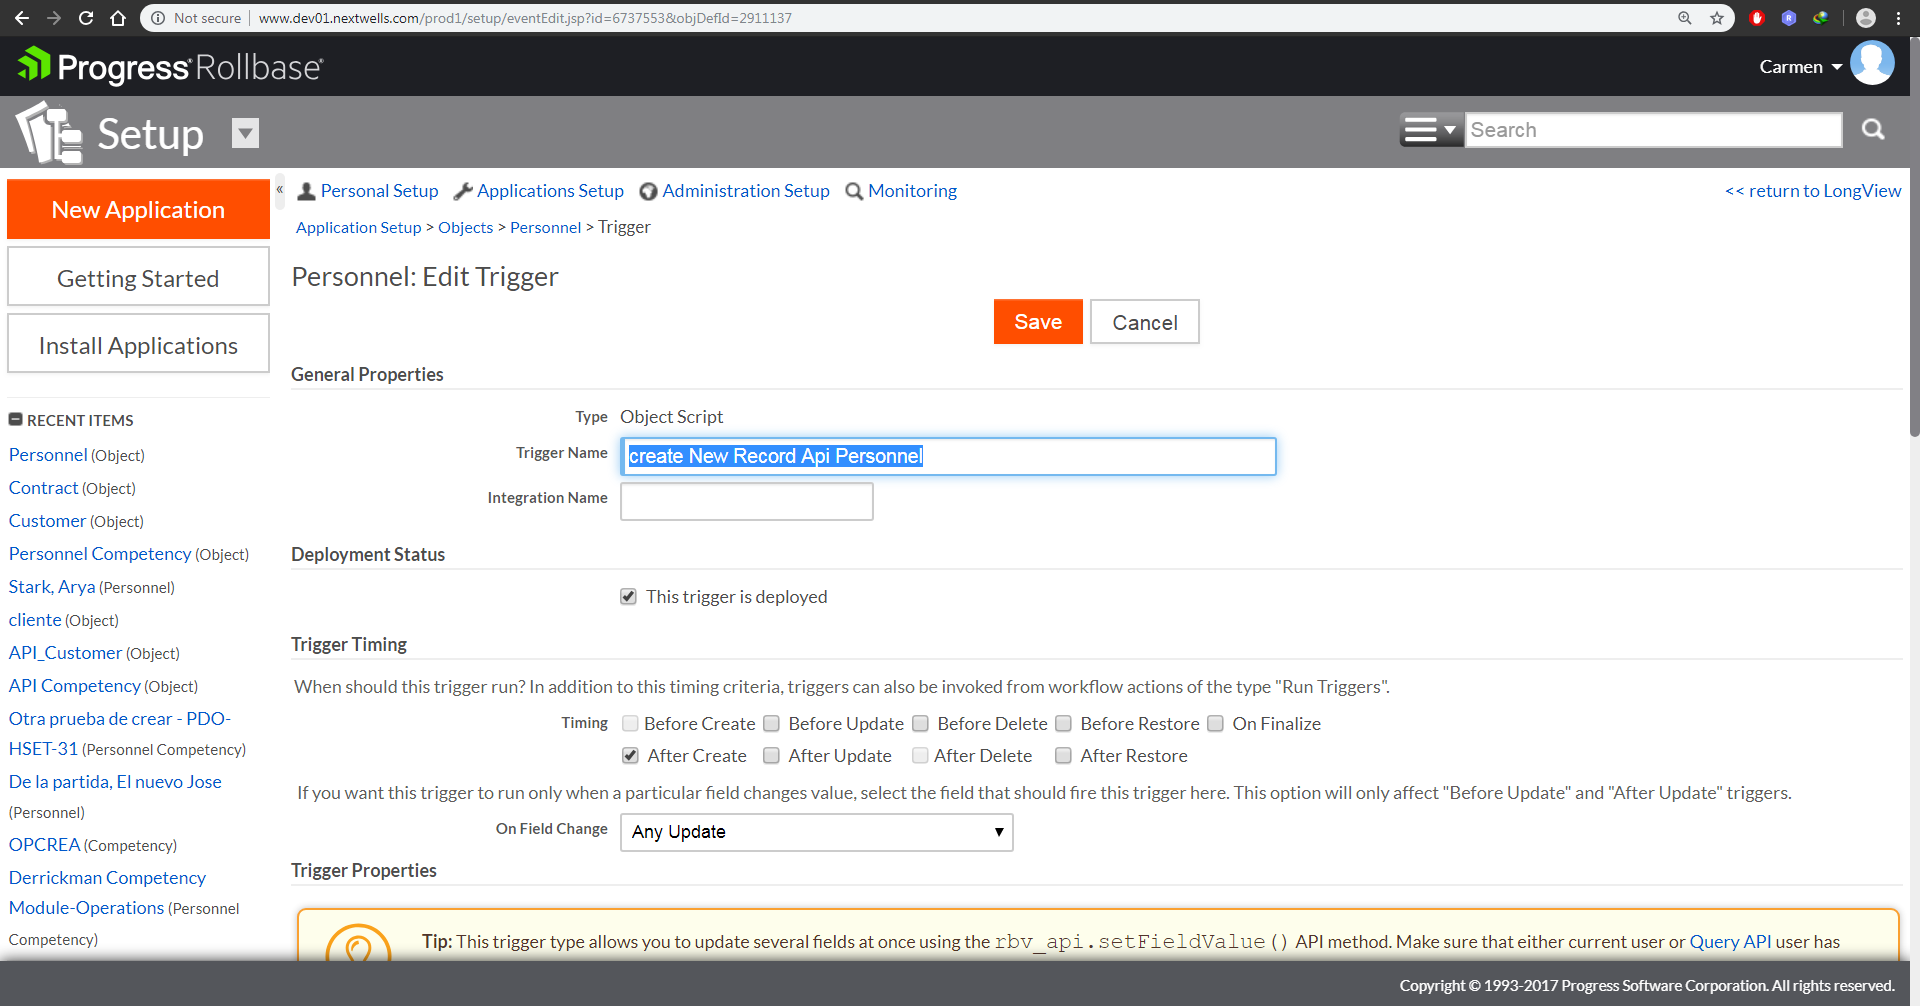 Not secure | www.dev01.nextwells.com/prod1/setup/eventEdit.jsp?id=6737553&objDefId=2911137
Progress® Rollbase®
Carmen
Setup
Search
New Application
Getting Started
Install Applications
RECENT ITEMS
Personnel (Object)
Contract (Object)
Customer (Object)
Personnel Competency (Object)
Stark, Arya (Personnel)
cliente (Object)
API_Customer (Object)
API Competency (Object)
Otra prueba de crear - PDO-
HSET-31 (Personnel Competency)
De la partida, El nuevo Jose
(Personnel)
OPCREA (Competency)
Derrickman Competency
Module-Operations (Personnel
Competency)
«
Personal Setup Applications Setup Administration Setup Monitoring
<< return to LongView
Application Setup > Objects > Personnel > Trigger
Personnel: Edit Trigger
Save Cancel
General Properties
Type Object Script
Trigger Name create New Record Api Personnel
Integration Name
Deployment Status
This trigger is deployed
Trigger Timing
When should this trigger run? In addition to this timing criteria, triggers can also be invoked from workflow actions of the type "Run Triggers".
Timing Before Create Before Update Before Delete Before Restore On Finalize
After Create After Update After Delete After Restore
If you want this trigger to run only when a particular field changes value, select the field that should fire this trigger here. This option will only affect "Before Update" and "After Update" triggers.
On Field Change Any Update
Trigger Properties
Tip: This trigger type allows you to update several fields at once using the rbv_api.setFieldValue() API method. Make sure that either current user or Query API user has
Copyright © 1993-2017 Progress Software Corporation. All rights reserved.